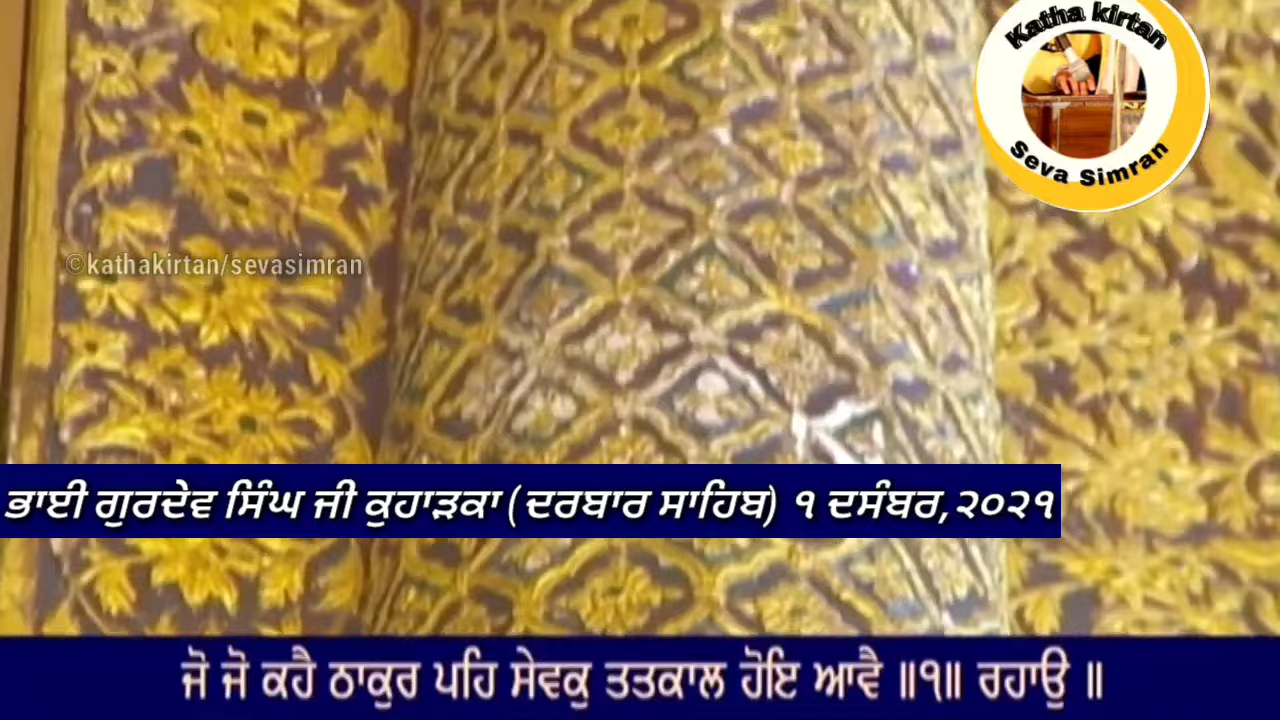 Katha kirtan
Seva Simran
©kathakirtan/sevasimran
ਭਾਈ ਗੁਰਦੇਵ ਸਿੰਘ ਜੀ ਕੁਹਾੜਕਾ (ਦਰਬਾਰ ਸਾਹਿਬ) ੧ ਦਸੰਬਰ,੨੦੨੧
ਜੋ ਜੋ ਕਹੈ ਠਾਕੁਰ ਪਹਿ ਸੇਵਕੁ ਤਤਕਾਲ ਹੋਇ ਆਵੈ ॥੧॥ ਰਹਾਉ ॥